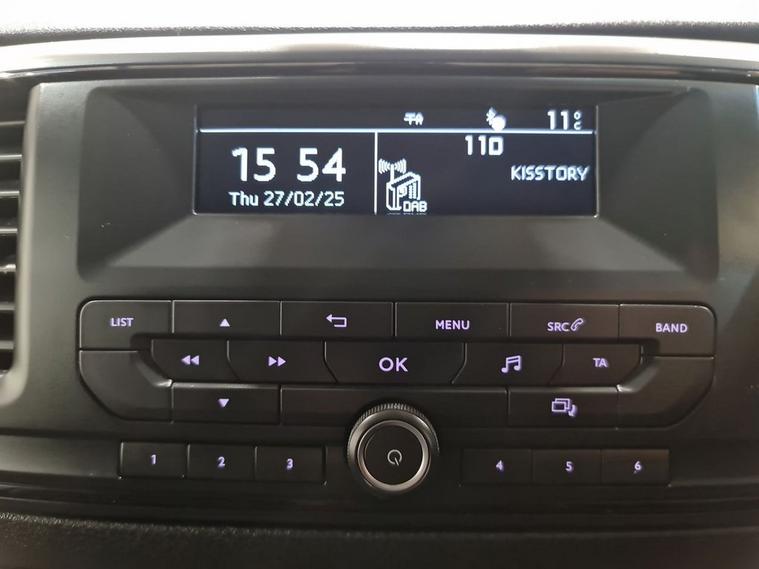 TA 11°C
110
15 54
KISSTORY
Thu 27/02/25
DAB
LIST
MENU
SRC
BAND
OK
TA
1 2 3 4 5 6